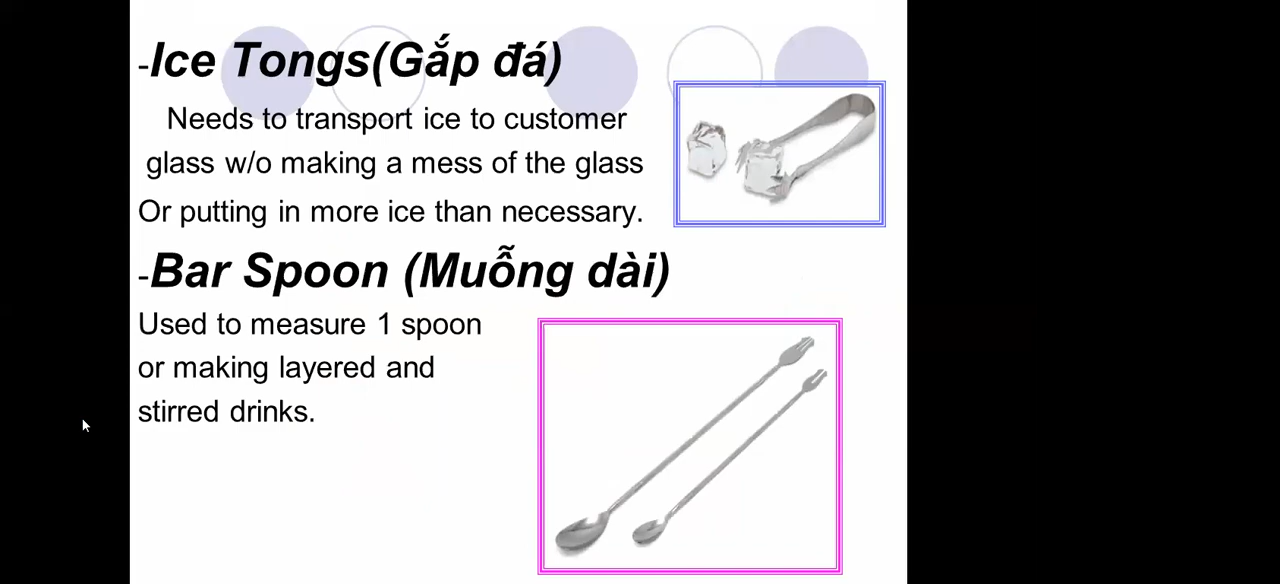 -Ice Tongs(Gắp đá)
Needs to transport ice to customer
glass w/o making a mess of the glass
Or putting in more ice than necessary.
-Bar Spoon (Muỗng dài)
Used to measure 1 spoon
or making layered and
stirred drinks.